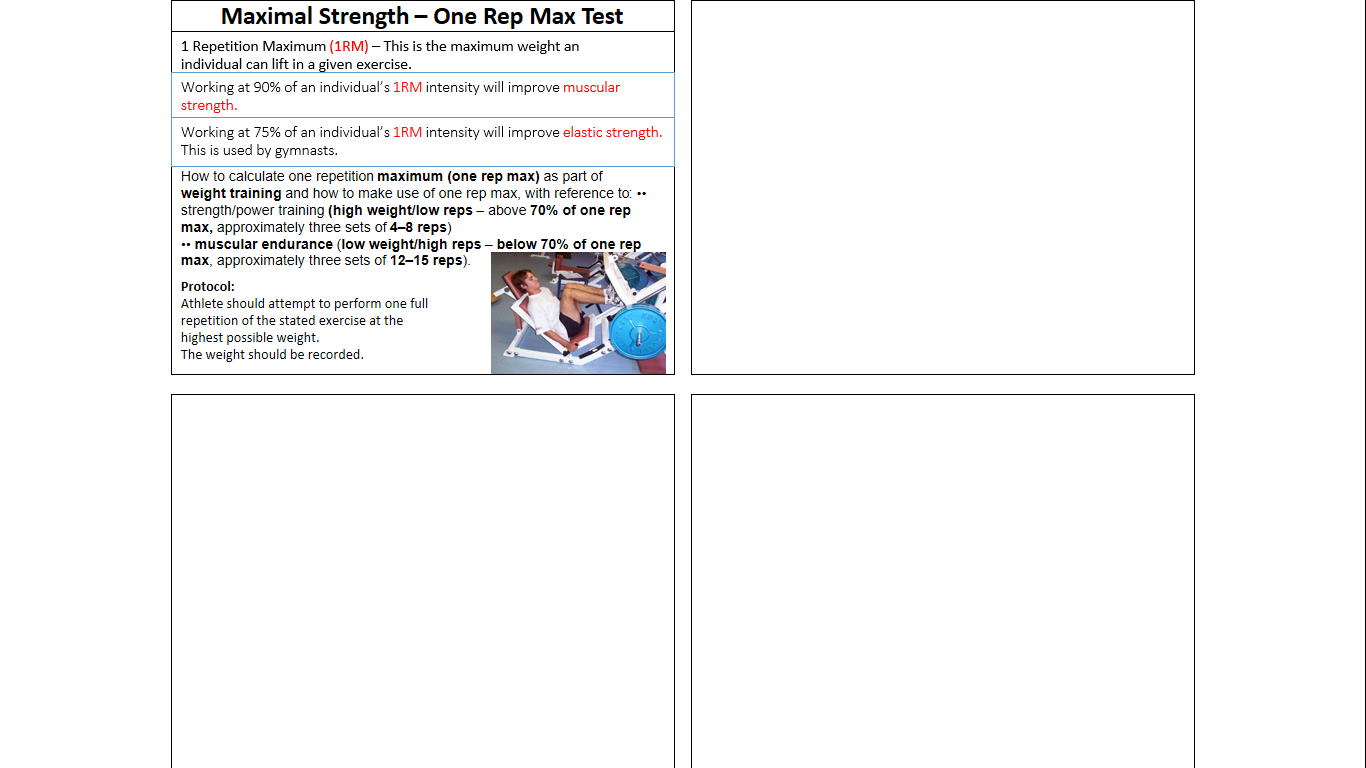 Maximal Strength – One Rep Max Test
1 Repetition Maximum (1RM) – This is the maximum weight an
individual can lift in a given exercise.
Working at 90% of an individual's 1RM intensity will improve muscular
strength.
Working at 75% of an individual's 1RM intensity will improve elastic strength.
This is used by gymnasts.
How to calculate one repetition maximum (one rep max) as part of
weight training and how to make use of one rep max, with reference to: ••
strength/power training (high weight/low reps – above 70% of one rep
max, approximately three sets of 4–8 reps)
•• muscular endurance (low weight/high reps – below 70% of one rep
max, approximately three sets of 12–15 reps).
Protocol:
Athlete should attempt to perform one full
repetition of the stated exercise at the
highest possible weight.
The weight should be recorded.